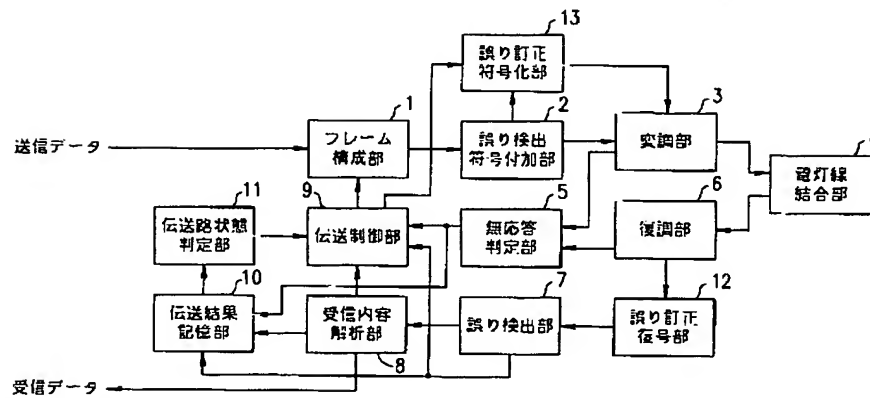 13
誤り訂正
符号化部
1
2
3
送信データ
フレーム
構成部
誤り検出
符号付加部
変調部
電灯線
結合部
11
9
5
6
伝送路状態
判定部
伝送制御部
無応答
判定部
復調部
10
7
12
伝送結果
記憶部
受信内容
解析部
誤り検出部
誤り訂正
復号部
8
受信データ